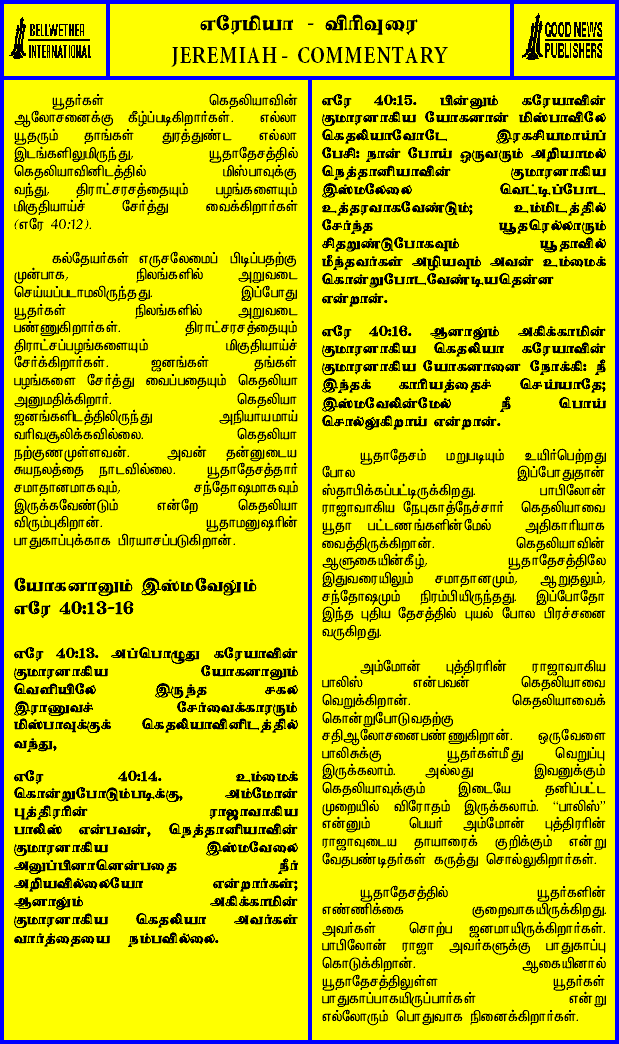 BELLWETHER
INTERNATIONAL
எரேமியா - விரிவுரை
JEREMIAH - COMMENTARY
GOOD NEWS
PUBLISHERS
யூதர்கள் கெதலியாவின்
ஆலோசனைக்கு கீழ்ப்படிகிறார்கள். எல்லா
யூதரும் தாங்கள் துரத்துண்ட எல்லா
இடங்களிலுமிருந்து, யூதாதேசத்தில்
கெதலியாவினிடத்தில் மிஸ்பாவுக்கு
வந்து, திராட்சரசத்தையும் பழங்களையும்
மிகுதியாய்ச் சேர்த்து வைக்கிறார்கள்
(எரே 40:12).
கல்தேயர்கள் எருசலேமைப் பிடிப்பதற்கு
முன்பாக, நிலங்களில் அறுவடை
செய்யப்படாமலிருந்தது. இப்போது
யூதர்கள் நிலங்களில் அறுவடை
பண்ணுகிறார்கள். திராட்சரசத்தையும்
திராட்சப்பழங்களையும் மிகுதியாய்ச்
சேர்க்கிறார்கள். ஜனங்கள் தங்கள்
பழங்களை சேர்த்து வைப்பதையும் கெதலியா
அனுமதிக்கிறார். கெதலியா
ஜனங்களிடத்திலிருந்து அநியாயமாய்
வரிவசூலிக்கவில்லை. கெதலியா
நற்குணமுள்ளவன். அவன் தன்னுடைய
சுயநலத்தை நாடவில்லை. யூதாதேசத்தார்
சமாதானமாகவும், சந்தோஷமாகவும்
இருக்கவேண்டும் என்றே கெதலியா
விரும்புகிறான். யூதாமனுஷரின்
பாதுகாப்புக்காக பிரயாசப்படுகிறான்.
யோகனானும் இஸ்மவேலும்
எரே 40:13-16
எரே 40:13. அப்பொழுது கரேயாவின்
குமாரனாகிய யோகனானும்
வெளியிலே இருந்த சகல
இராணுவச் சேர்வைக்காரரும்
மிஸ்பாவுக்குக் கெதலியாவினிடத்தில்
வந்து,
எரே 40:14. உம்மைக்
கொன்றுபோடும்படிக்கு, அம்மோன்
புத்திரரின் ராஜாவாகிய
பாலிஸ் என்பவன், நெத்தானியாவின்
குமாரனாகிய இஸ்மவேலை
அனுப்பினானென்பதை நீர்
அறியவில்லையோ என்றார்கள்;
ஆனாலும் அகிக்காமின்
குமாரனாகிய கெதலியா அவர்கள்
வார்த்தையை நம்பவில்லை.
எரே 40:15. பின்னும் கரேயாவின்
குமாரனாகிய யோகனான் மிஸ்பாவிலே
கெதலியாவோடே இரகசியமாய்ப்
பேசி: நான் போய் ஒருவரும் அறியாமல்
நெத்தானியாவின் குமாரனாகிய
இஸ்மலேலை வெட்டிப்போட
உத்தரவாகவேண்டும்; உம்மிடத்தில்
சேர்ந்த யூதரெல்லாரும்
சிதறுண்டுபோகவும் யூதாவில்
மீந்தவர்கள் அழியவும் அவன் உம்மைக்
கொன்றுபோடவேண்டியதென்ன
என்றான்.
எரே 40:16. ஆனாலும் அகிக்காமின்
குமாரனாகிய கெதலியா கரேயாவின்
குமாரனாகிய யோகனானை நோக்கி: நீ
இந்தக் காரியத்தைச் செய்யாதே;
இஸ்மவேலின்மேல் நீ பொய்
சொல்லுகிறாய் என்றான்.
யூதாதேசம் மறுபடியும் உயிர்பெற்றது
போல இப்போதுதான்
ஸ்தாபிக்கப்பட்டிருக்கிறது. பாபிலோன்
ராஜாவாகிய நேபுகாத்நேச்சார் கெதலியாவை
யூதா பட்டணங்களின்மேல் அதிகாரியாக
வைத்திருக்கிறான். கெதலியாவின்
ஆளுகையின்கீழ், யூதாதேசத்திலே
இதுவரையிலும் சமாதானமும், ஆறுதலும்,
சந்தோஷமும் நிரம்பியிருந்தது. இப்போதோ
இந்த புதிய தேசத்தில் புயல் போல பிரச்சனை
வருகிறது.
அம்மோன் புத்திரரின் ராஜாவாகிய
பாலிஸ் என்பவன் கெதலியாவை
வெறுக்கிறான். கெதலியாவைக்
கொன்றுபோடுவதற்கு
சதிஆலோசனைபண்ணுகிறான். ஒருவேளை
பாலிசுக்கு யூதர்கள்மீது வெறுப்பு
இருக்கலாம். அல்லது இவனுக்கும்
கெதலியாவுக்கும் இடையே தனிப்பட்ட
முறையில் விரோதம் இருக்கலாம். “பாலிஸ்”
என்னும் பெயர் அம்மோன் புத்திரரின்
ராஜாவுடைய தாயாரைக் குறிக்கும் என்று
வேதபண்டிதர்கள் கருத்து சொல்லுகிறார்கள்.
யூதாதேசத்தில் யூதர்களின்
எண்ணிக்கை குறைவாகயிருக்கிறது.
அவர்கள் சொற்ப ஜனமாயிருக்கிறார்கள்.
பாபிலோன் ராஜா அவர்களுக்கு பாதுகாப்பு
கொடுக்கிறான். ஆகையினால்
யூதாதேசத்திலுள்ள யூதர்கள்
பாதுகாப்பாகயிருப்பார்கள் என்று
எல்லோரும் பொதுவாக நினைக்கிறார்கள்.